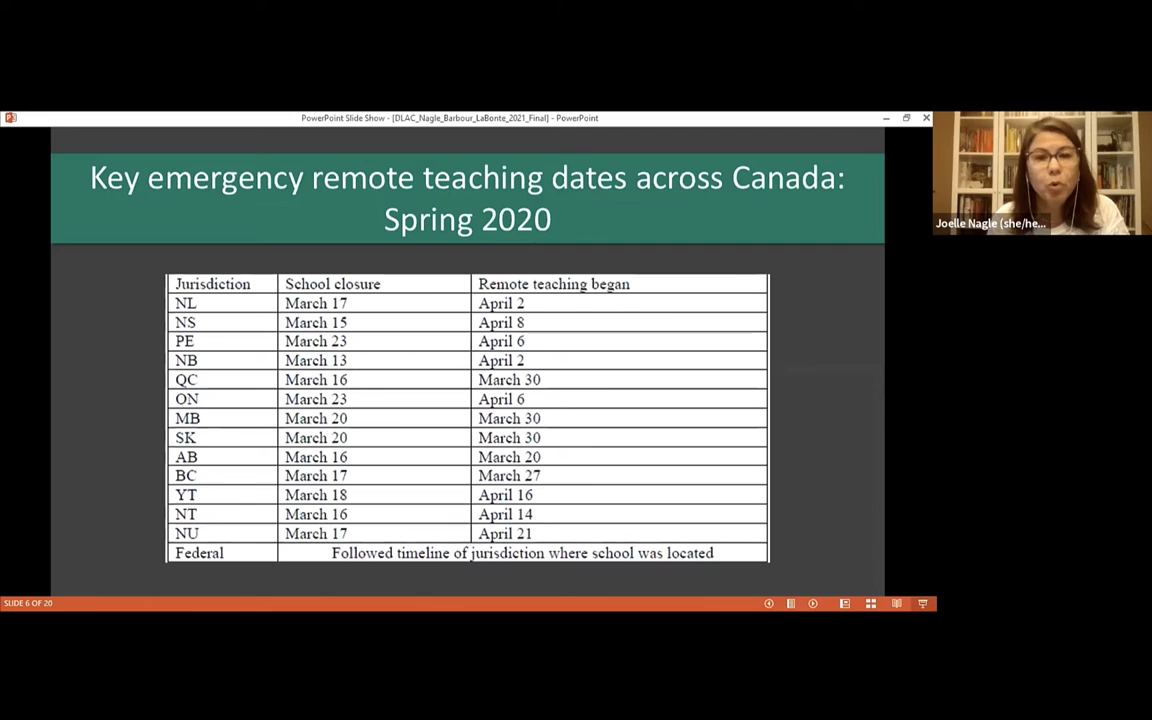 PowerPoint Slide Show - [DLAC_Nagle_Barbour_LaBonte_2021_Final] - PowerPoint
Key emergency remote teaching dates across Canada:
Spring 2020
Joelle Nagle (she/he...
Jurisdiction School closure Remote teaching began
NL March 17 April 2
NS March 15 April 8
PE March 23 April 6
NB March 13 April 2
QC March 16 March 30
ON March 23 April 6
MB March 20 March 30
SK March 20 March 30
AB March 16 March 20
BC March 17 March 27
YT March 18 April 16
NT March 16 April 14
NU March 17 April 21
Federal Followed timeline of jurisdiction where school was located
SLIDE 6 OF 20